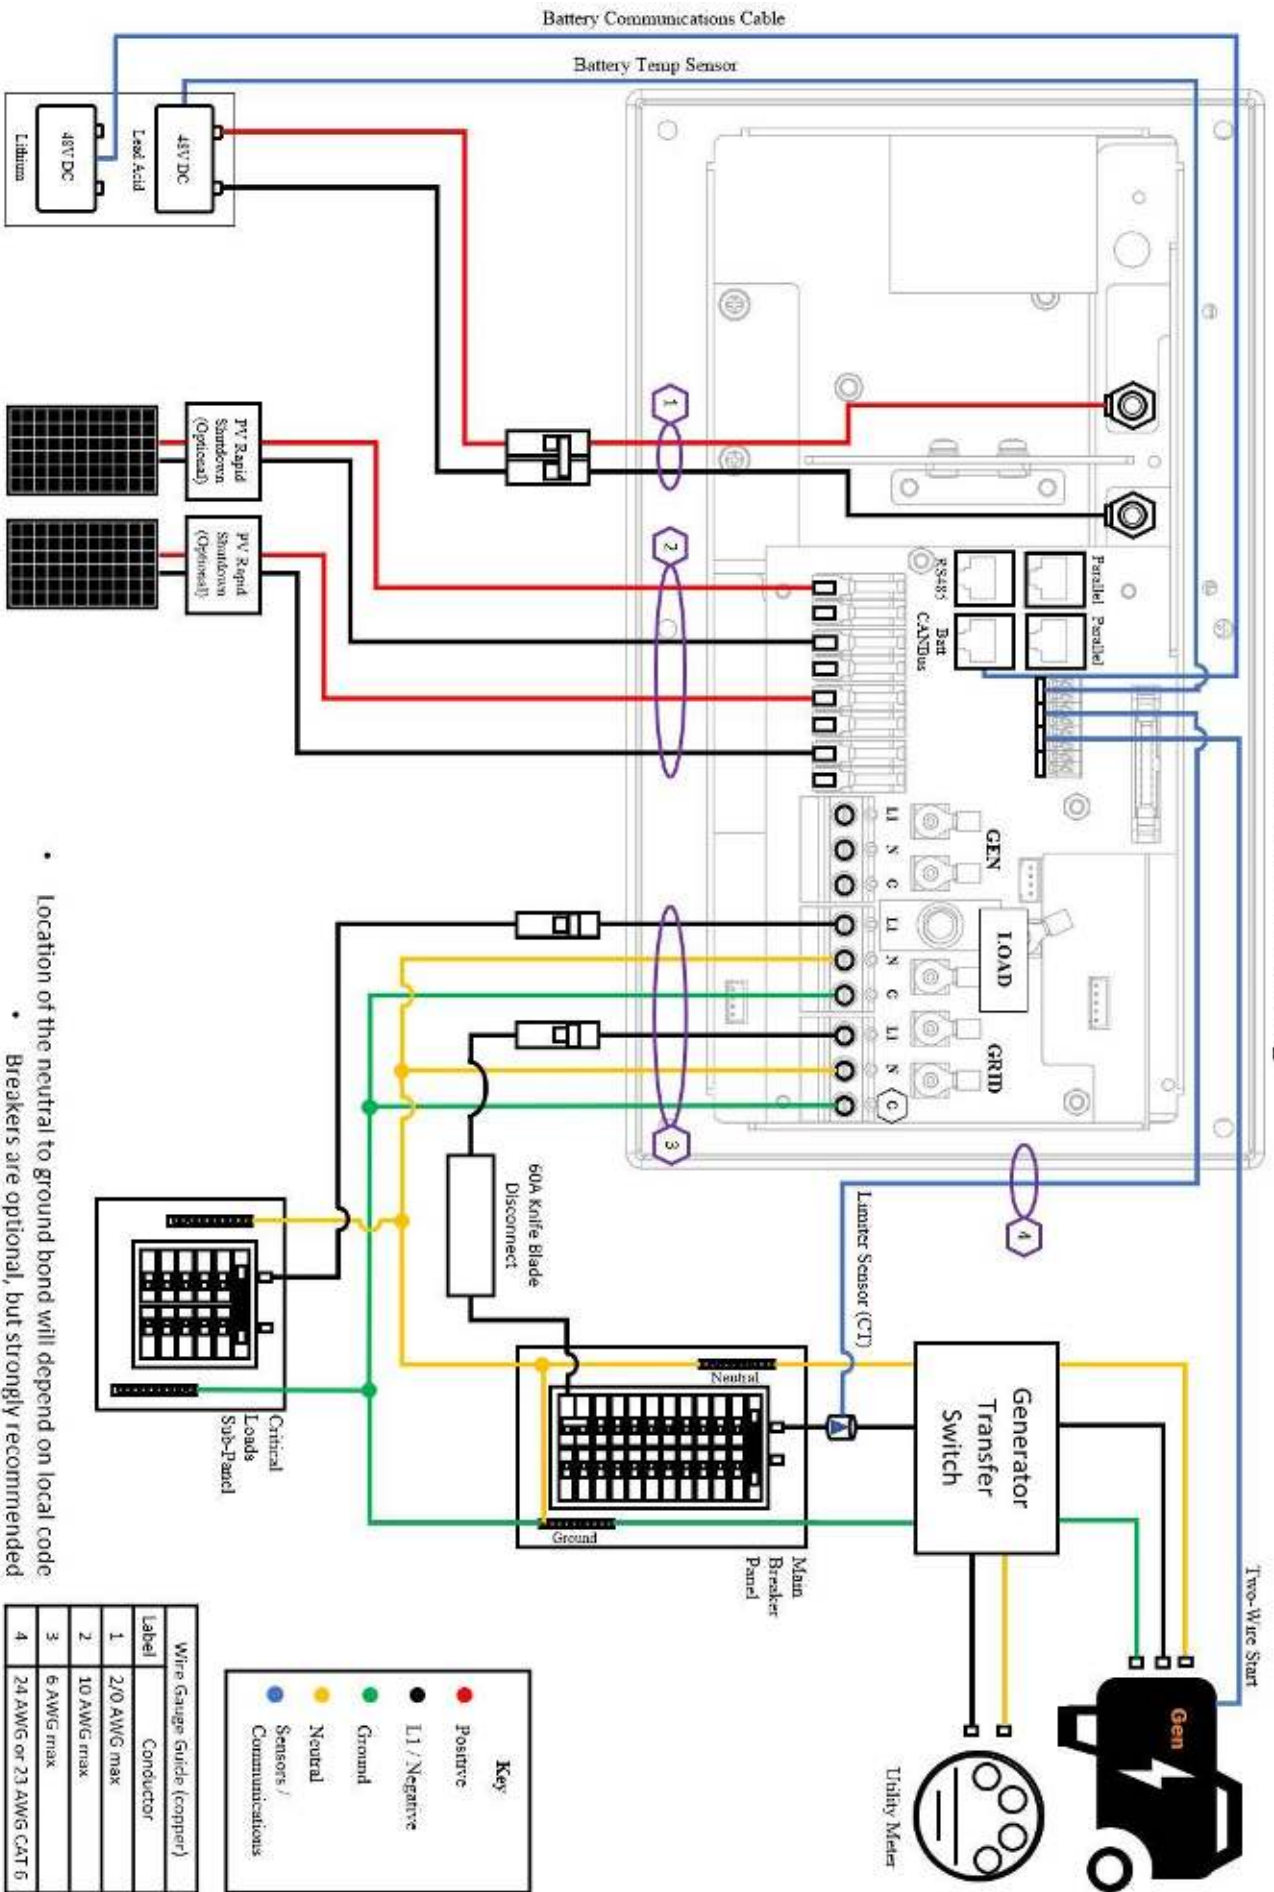 Battery Communications Cable
Battery Temp Sensor
48V DC
Lithium
48V DC
Lead Acid
PV Rapid
Shutdown
(Optional)
PV Rapid
Shutdown
(Optional)
1
2
3
4
RS485
Batt
CANBus
Parallel
Parallel
GEN
L1
N
G
LOAD
L1
N
G
GRID
L1
N
G
Limiter Sensor (CT)
60A Knife Blade
Disconnect
Generator
Transfer
Switch
Two-Wire Start
Gen
Utility Meter
Neutral
Ground
Main
Breaker
Panel
Critical
Loads
Sub-Panel
Key
Positive
L1 / Negative
Ground
Neutral
Sensors /
Communications
• Location of the neutral to ground bond will depend on local code
• Breakers are optional, but strongly recommended
Wire Gauge Guide (copper)
Label Conductor
1 2/0 AWG max
2 10 AWG max
3 6 AWG max
4 24 AWG or 23 AWG CAT 6